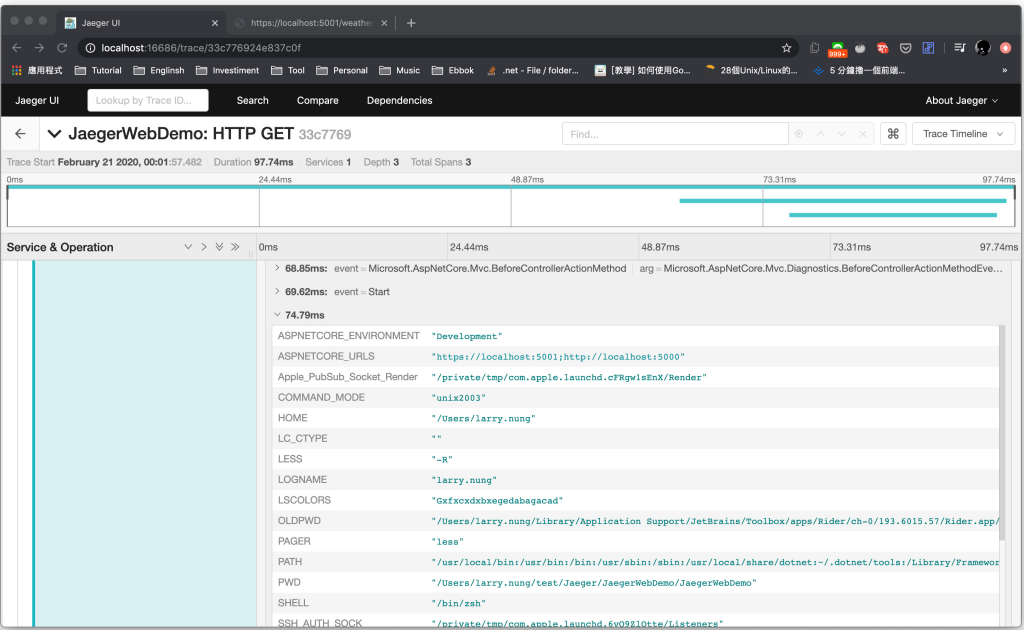 Jaeger UI
https://localhost:5001/weather
localhost:16686/trace/33c776924e837c0f
999+
應用程式 Tutorial Enginsh Investiment Tool Personal Music Ebbok .net - File / folder... [教學] 如何使用Go... 28個Unix/Linux的... 5 分鐘撸一個前端...
Jaeger UI Lookup by Trace ID... Search Compare Dependencies About Jaeger
JaegerWebDemo: HTTP GET 33c7769 Find... ⌘ Trace Timeline
Trace Start February 21 2020, 00:01:57.482 Duration 97.74ms Services 1 Depth 3 Total Spans 3
0ms 24.44ms 48.87ms 73.31ms 97.74ms
Service & Operation 0ms 24.44ms 48.87ms 73.31ms 97.74ms
68.85ms: event = Microsoft.AspNetCore.Mvc.BeforeControllerActionMethod arg = Microsoft.AspNetCore.Mvc.Diagnostics.BeforeControllerActionMethodEve...
69.62ms: event = Start
74.79ms
ASPNETCORE_ENVIRONMENT "Development"
ASPNETCORE_URLS "https://localhost:5001;http://localhost:5000"
Apple_PubSub_Socket_Render "/private/tmp/com.apple.launchd.cFRgw1sEnX/Render"
COMMAND_MODE "unix2003"
HOME "/Users/larry.nung"
LC_CTYPE ""
LESS "-R"
LOGNAME "larry.nung"
LSCOLORS "Gxfxcxdxbxegedabagacad"
OLDPWD "/Users/larry.nung/Library/Application Support/JetBrains/Toolbox/apps/Rider/ch-0/193.6015.57/Rider.app/
PAGER "less"
PATH "/usr/local/bin:/usr/bin:/bin:/usr/sbin:/sbin:/usr/local/share/dotnet:~/.dotnet/tools:/Library/Framewor
PWD "/Users/larry.nung/test/Jaeger/JaegerWebDemo/JaegerWebDemo"
SHELL "/bin/zsh"
SSH_AUTH_SOCK "/private/tmp/com.apple.launchd.6vO9Z1Otte/Listeners"